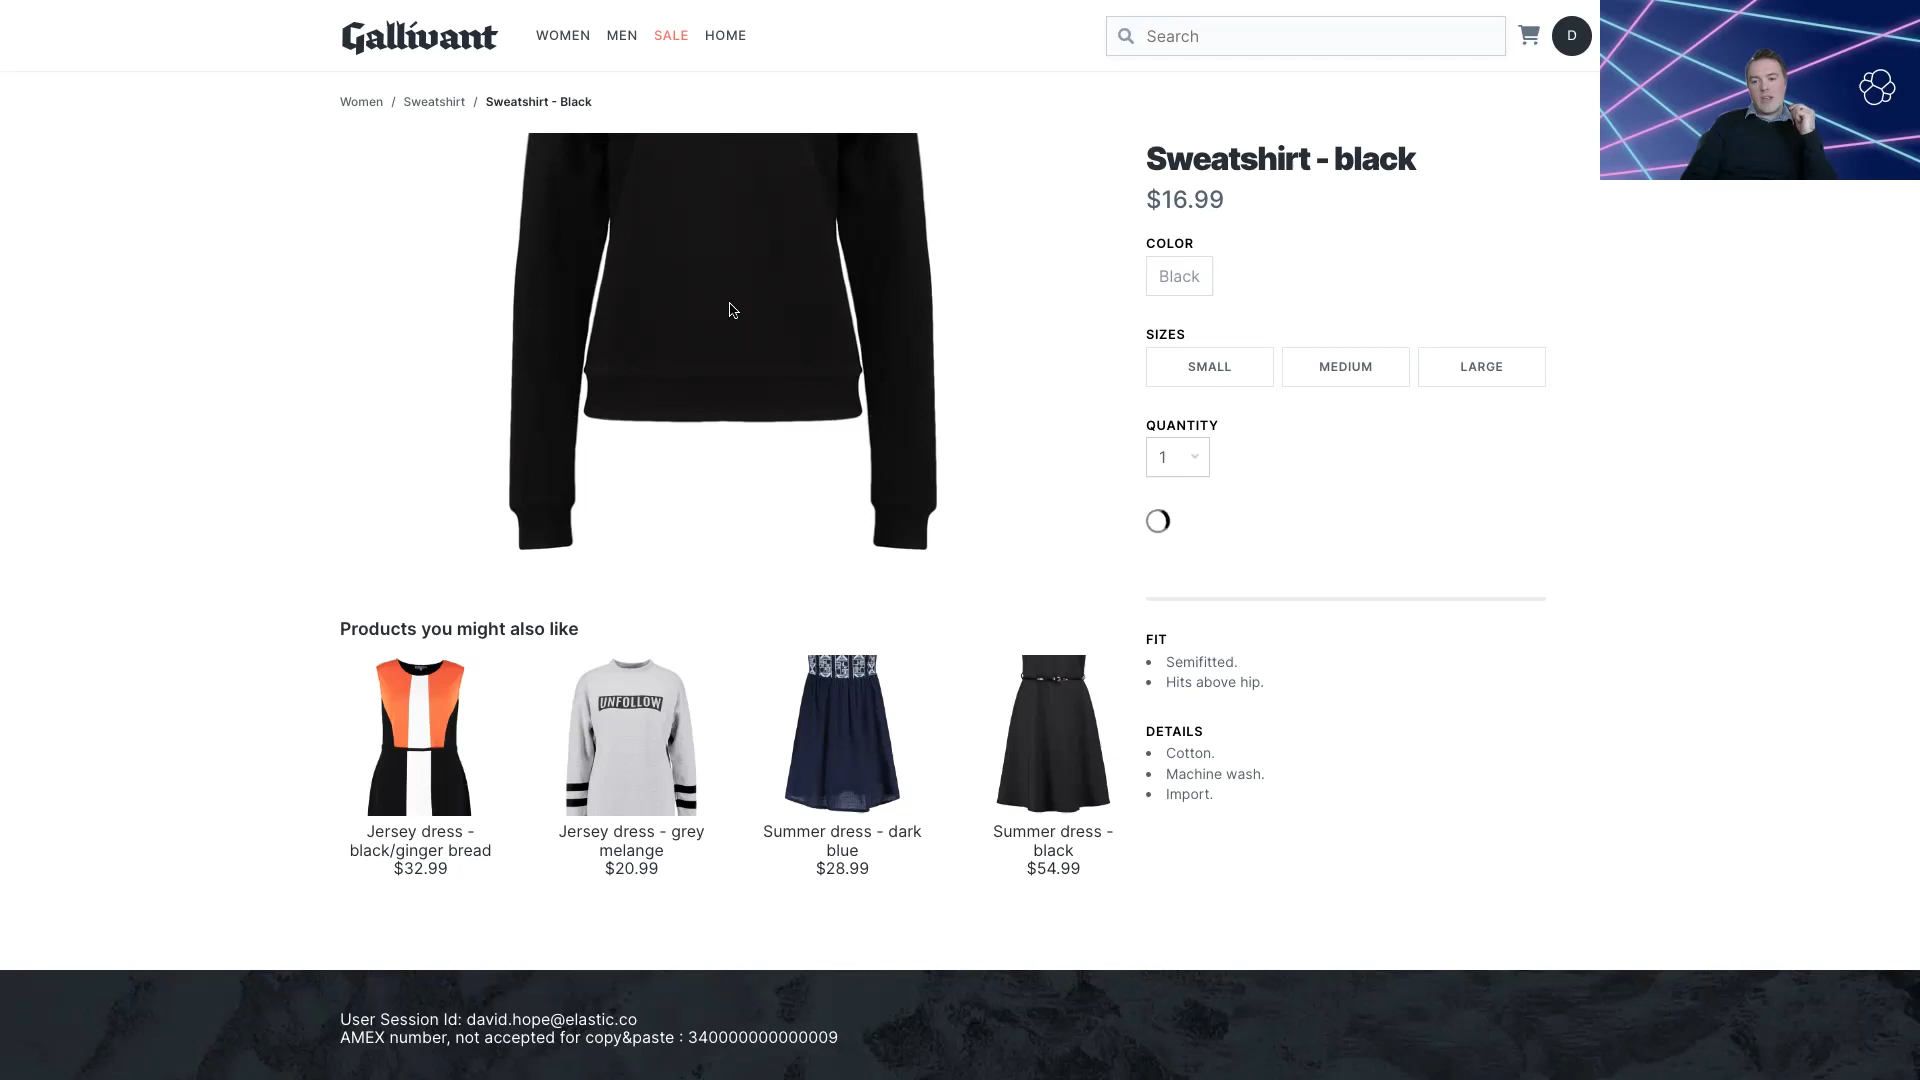 Gallivant
WOMEN MEN SALE HOME
Search
D
Women / Sweatshirt / Sweatshirt - Black
Sweatshirt - black
$16.99
COLOR
Black
SIZES
SMALL MEDIUM LARGE
QUANTITY
1
Products you might also like
UNFOLLOW
Jersey dress -
black/ginger bread
$32.99
Jersey dress - grey
melange
$20.99
Summer dress - dark
blue
$28.99
Summer dress -
black
$54.99
FIT
Semifitted.
Hits above hip.
DETAILS
Cotton.
Machine wash.
Import.
User Session Id: david.hope@elastic.co
AMEX number, not accepted for copy&paste : 340000000000009